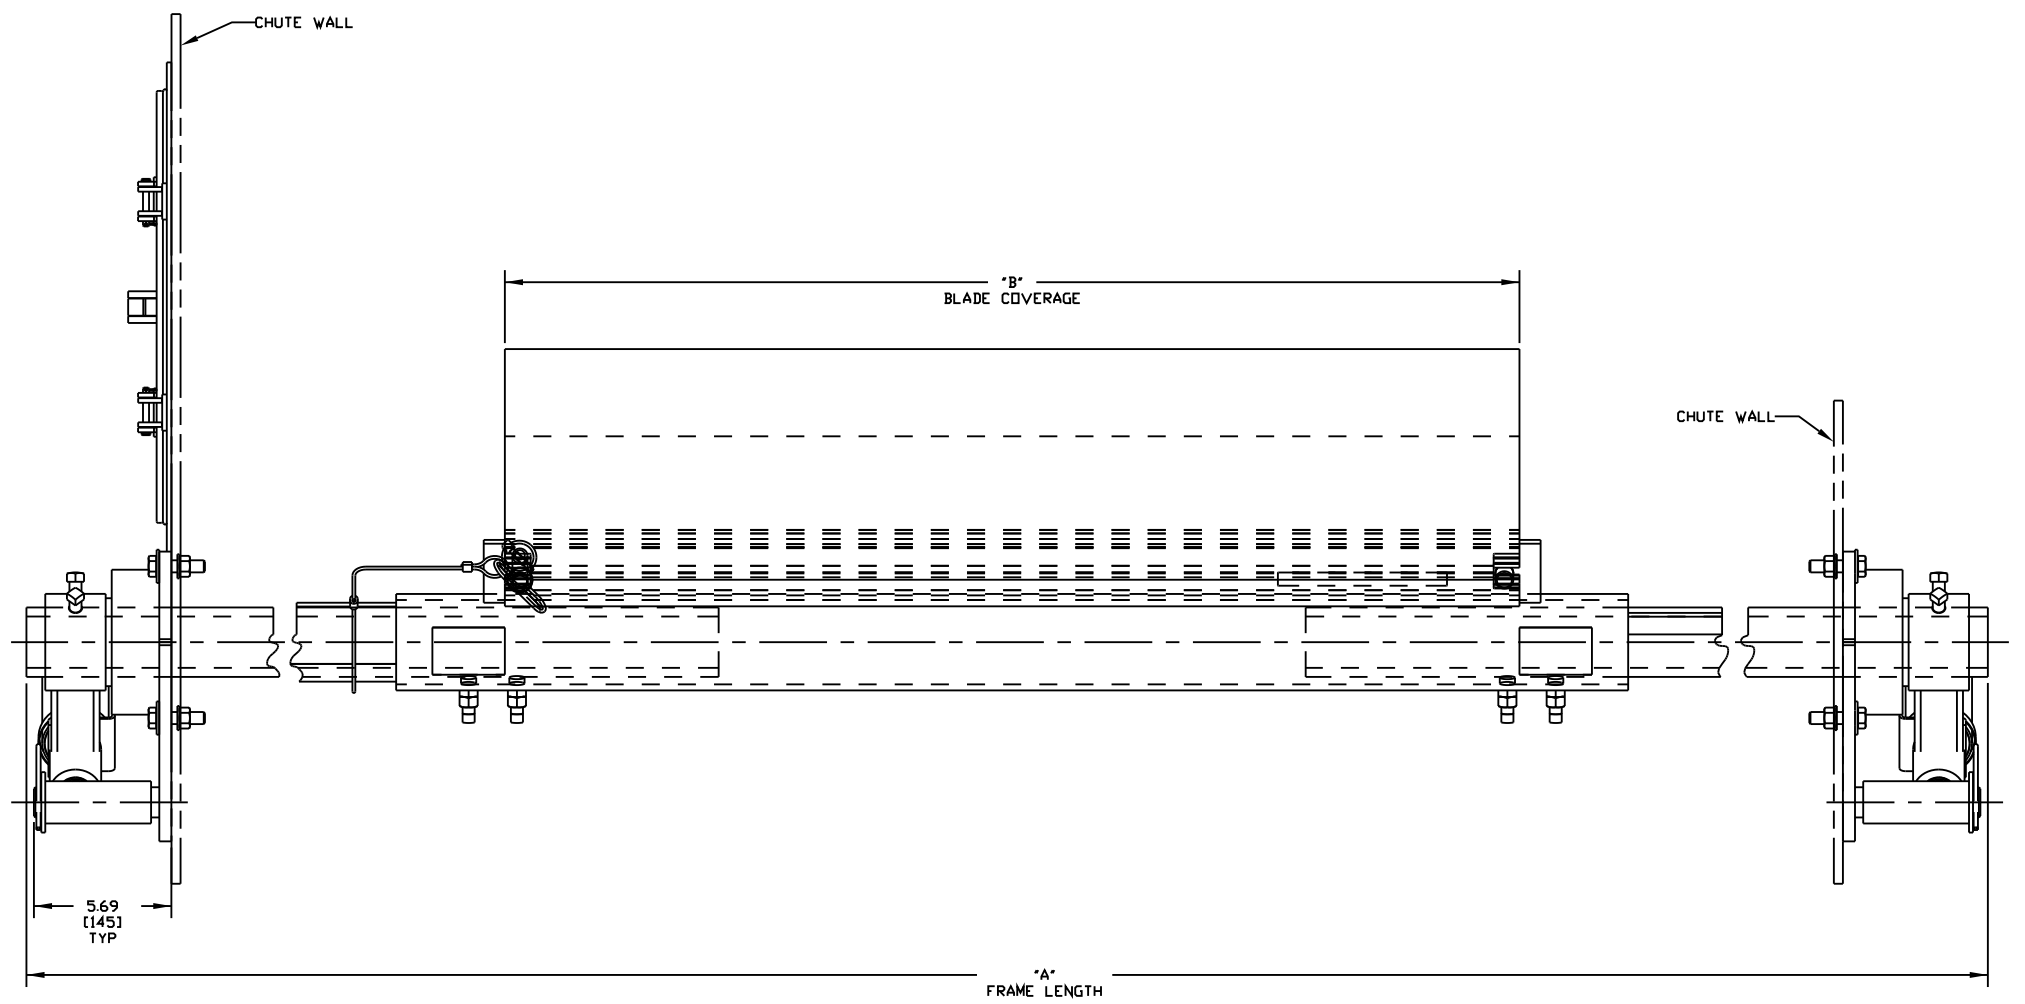 CHUTE WALL
"B"
BLADE COVERAGE
CHUTE WALL
5.69
[145]
TYP
"A"
FRAME LENGTH